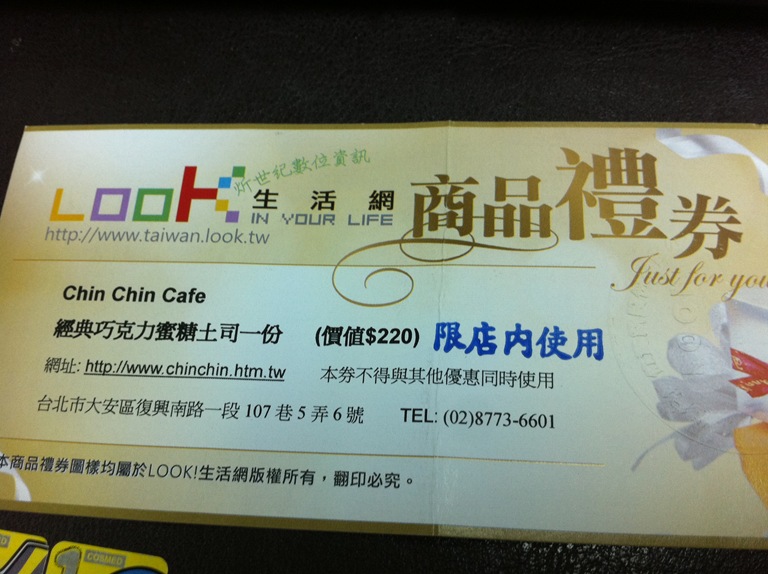 LOOK 炘世紀數位資訊
生活網
IN YOUR LIFE
http://www.taiwan.look.tw
商品禮券
Just for you
Chin Chin Cafe
經典巧克力蜜糖土司一份 (價值$220) 限店内使用
網址: http://www.chinchin.htm.tw 本券不得與其他優惠同時使用
台北市大安區復興南路一段 107 巷 5 弄 6 號 TEL: (02)8773-6601
本商品禮券圖樣均屬於LOOK!生活網版權所有，翻印必究。
COSMED